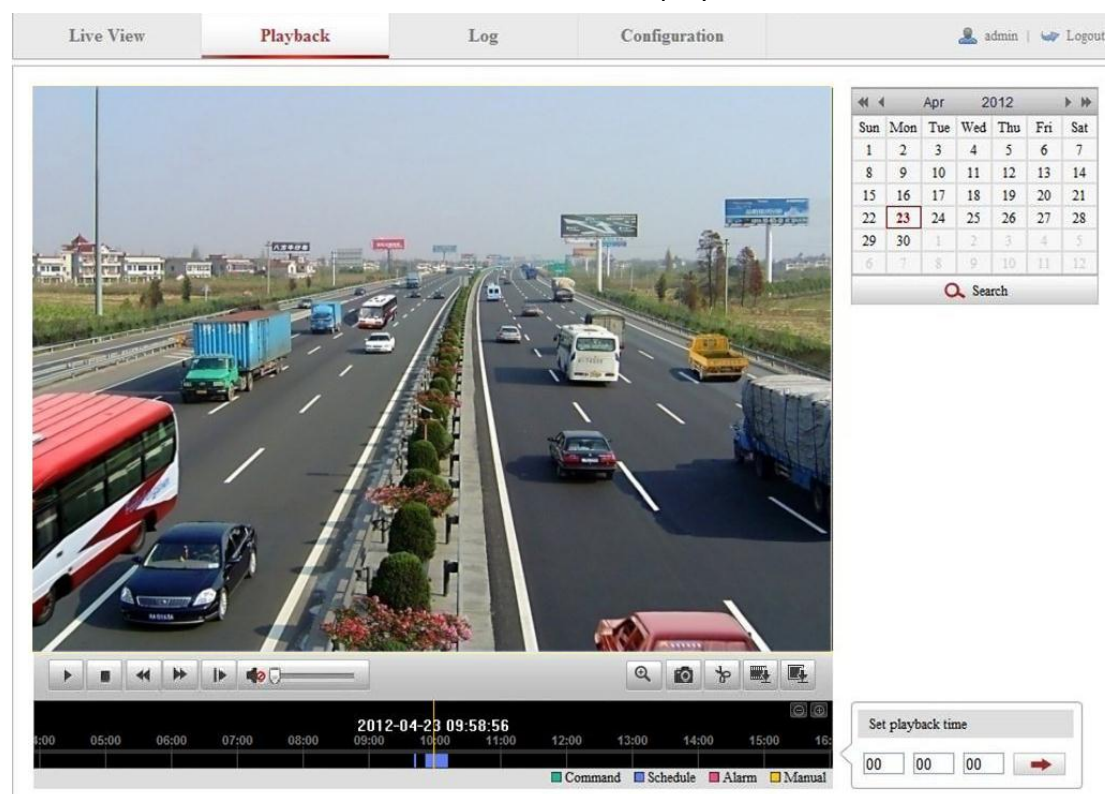 Live View Playback Log Configuration admin | Logout
Apr 2012
Sun Mon Tue Wed Thu Fri Sat
1 2 3 4 5 6 7
8 9 10 11 12 13 14
15 16 17 18 19 20 21
22 23 24 25 26 27 28
29 30 1 2 3 4 5
6 7 8 9 10 11 12
Search
2012-04-23 09:58:56
4:00 05:00 06:00 07:00 08:00 09:00 10:00 11:00 12:00 13:00 14:00 15:00 16:
Command Schedule Alarm Manual
Set playback time
00 00 00